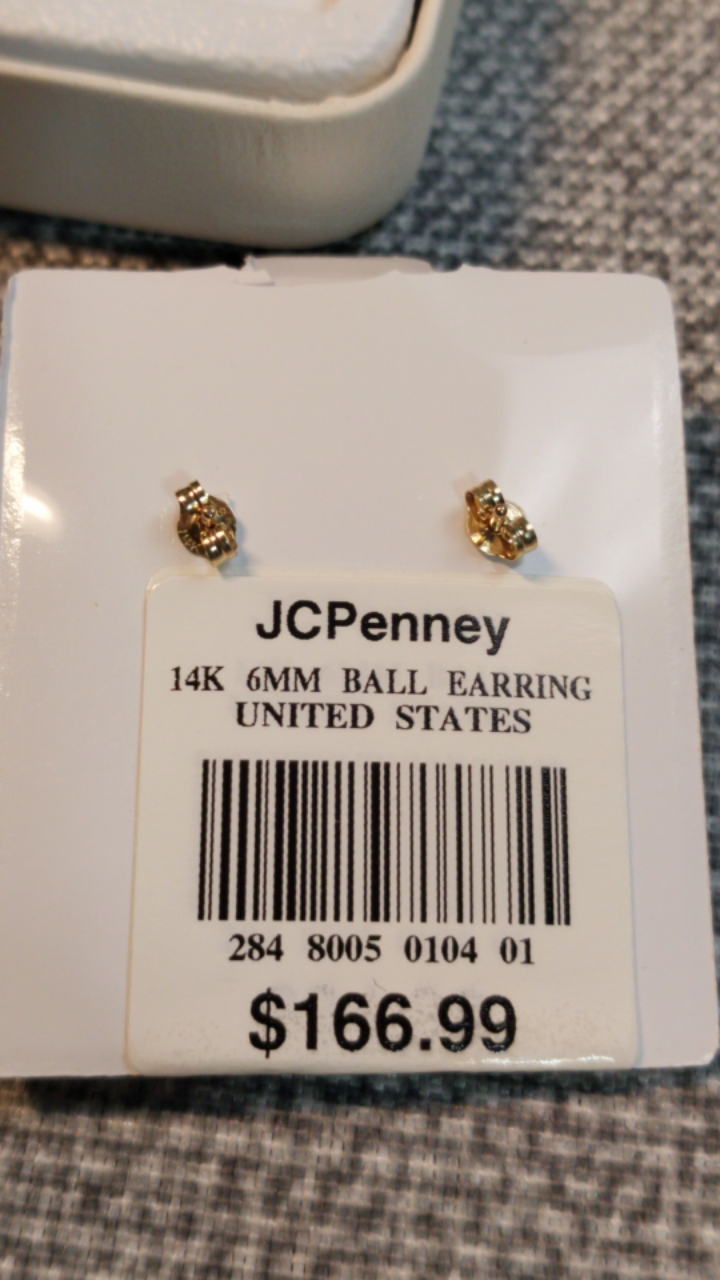 JCPenney
14K 6MM BALL EARRING
UNITED STATES
284 8005 0104 01
$166.99